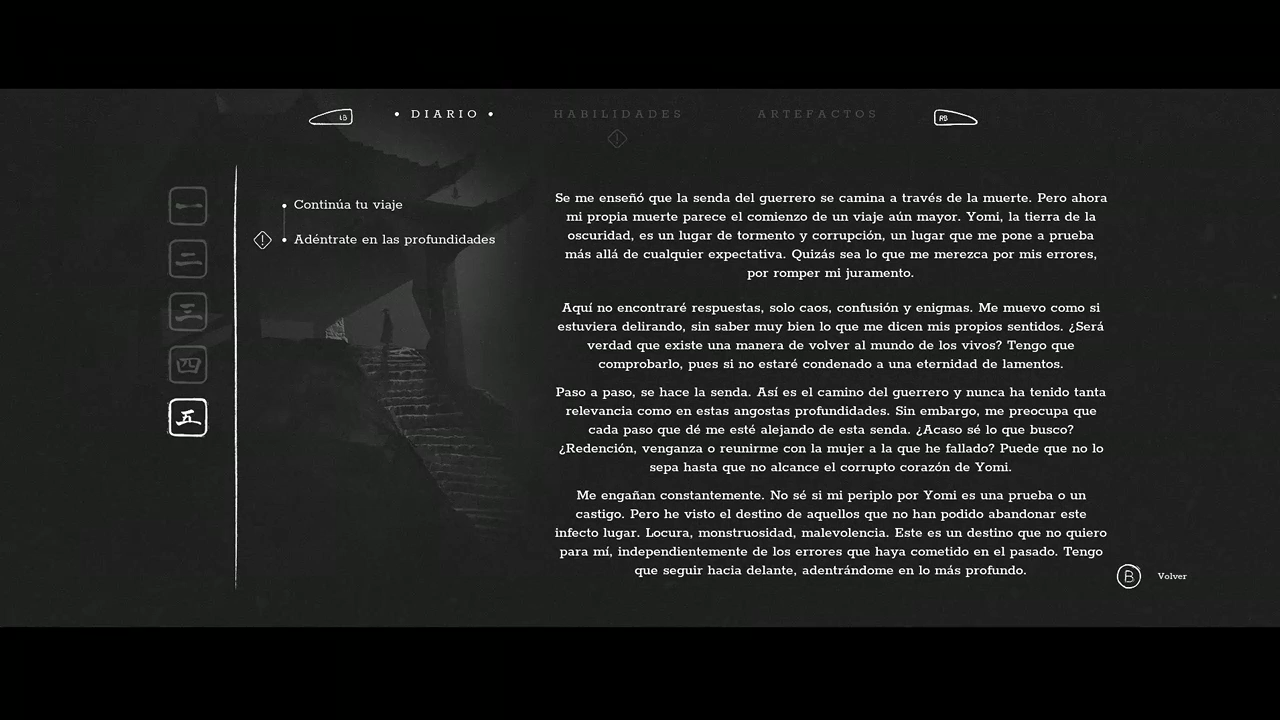 LB
• DIARIO •
HABILIDADES
ARTEFACTOS
RB
!
一
二
三
四
五
• Continúa tu viaje
! • Adéntrate en las profundidades
Se me enseñó que la senda del guerrero se camina a través de la muerte. Pero ahora
mi propia muerte parece el comienzo de un viaje aún mayor. Yomi, la tierra de la
oscuridad, es un lugar de tormento y corrupción, un lugar que me pone a prueba
más allá de cualquier expectativa. Quizás sea lo que me merezca por mis errores,
por romper mi juramento.
Aquí no encontraré respuestas, solo caos, confusión y enigmas. Me muevo como si
estuviera delirando, sin saber muy bien lo que me dicen mis propios sentidos. ¿Será
verdad que existe una manera de volver al mundo de los vivos? Tengo que
comprobarlo, pues si no estaré condenado a una eternidad de lamentos.
Paso a paso, se hace la senda. Así es el camino del guerrero y nunca ha tenido tanta
relevancia como en estas angostas profundidades. Sin embargo, me preocupa que
cada paso que dé me esté alejando de esta senda. ¿Acaso sé lo que busco?
¿Redención, venganza o reunirme con la mujer a la que he fallado? Puede que no lo
sepa hasta que no alcance el corrupto corazón de Yomi.
Me engañan constantemente. No sé si mi periplo por Yomi es una prueba o un
castigo. Pero he visto el destino de aquellos que no han podido abandonar este
infecto lugar. Locura, monstruosidad, malevolencia. Este es un destino que no quiero
para mí, independientemente de los errores que haya cometido en el pasado. Tengo
que seguir hacia delante, adentrándome en lo más profundo.
B Volver